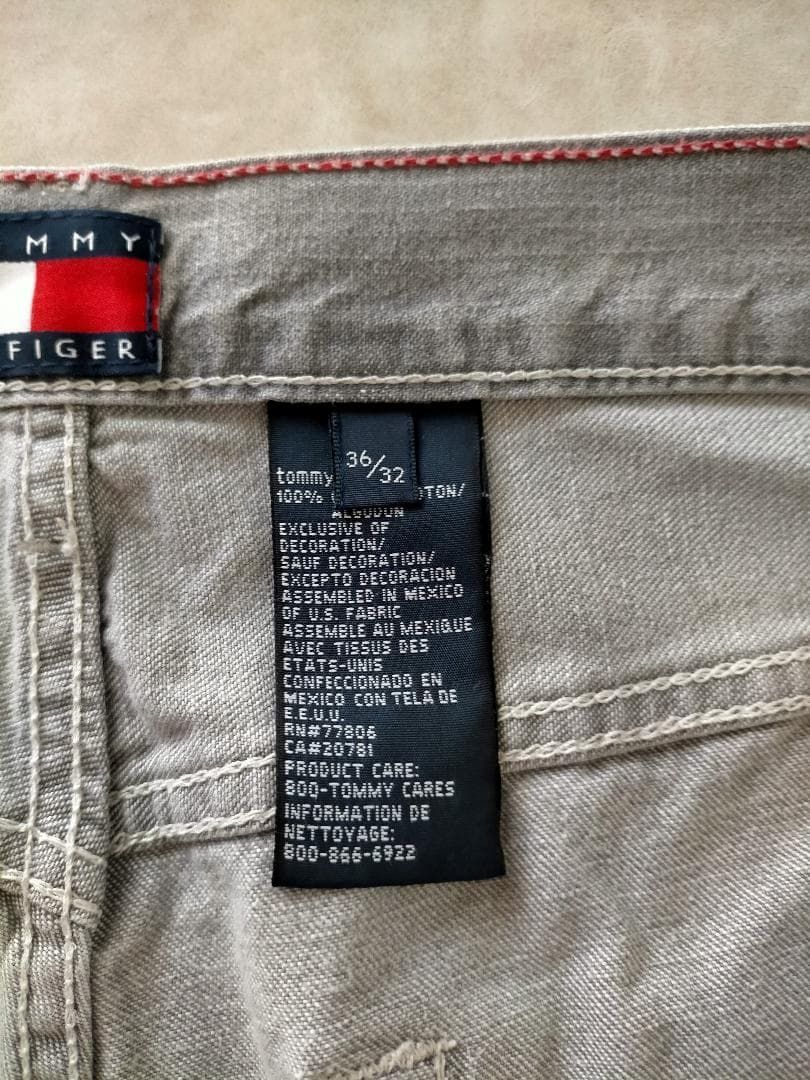 MMY
FIGER
36/32
tommy
100% OTON/
ALGODON
EXCLUSIVE OF
DECORATION/
SAUF DECORATION/
EXCEPTO DECORACION
ASSEMBLED IN MEXICO
OF U.S. FABRIC
ASSEMBLE AU MEXIQUE
AVEC TISSUS DES
ETATS-UNIS
CONFECCIONADO EN
MEXICO CON TELA DE
E.E.U.U.
RN#77806
CA#20781
PRODUCT CARE:
800-TOMMY CARES
INFORMATION DE
NETTOYAGE:
800-866-6922